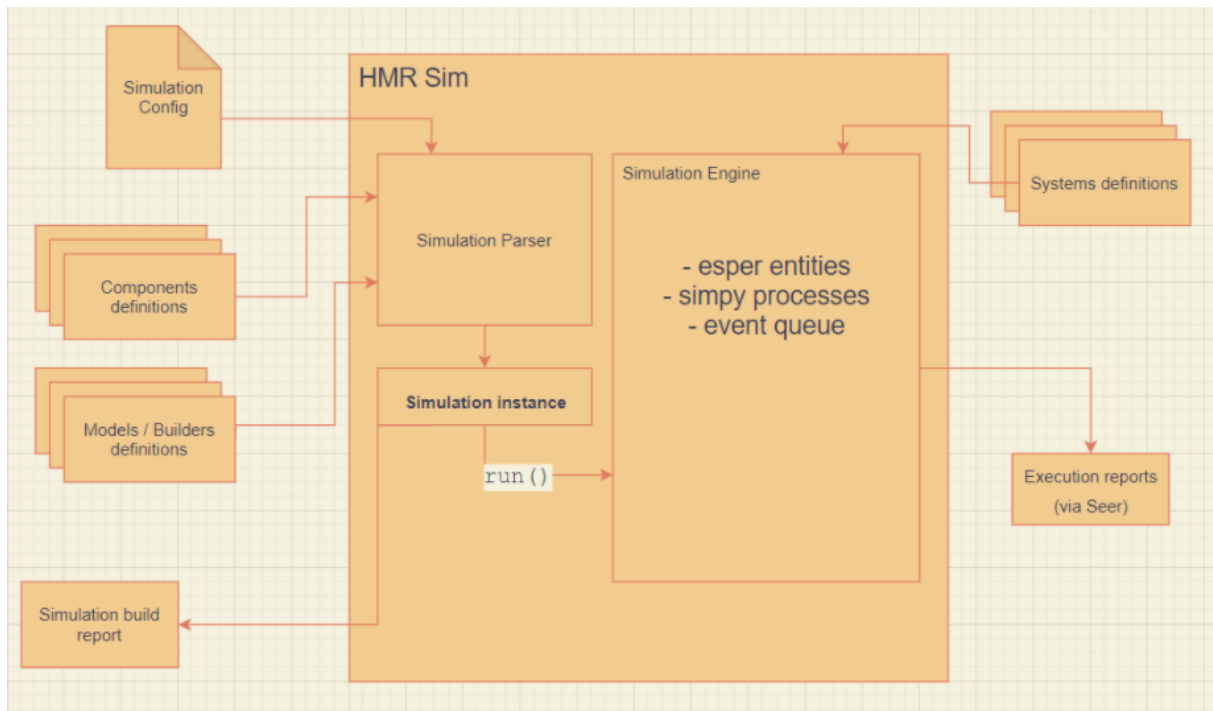 HMR Sim
Simulation
Config
Simulation Engine
Systems definitions
Simulation Parser
- esper entities
- simpy processes
- event queue
Components
definitions
Simulation instance
Models / Builders
definitions
run()
Execution reports
(via Seer)
Simulation build
report